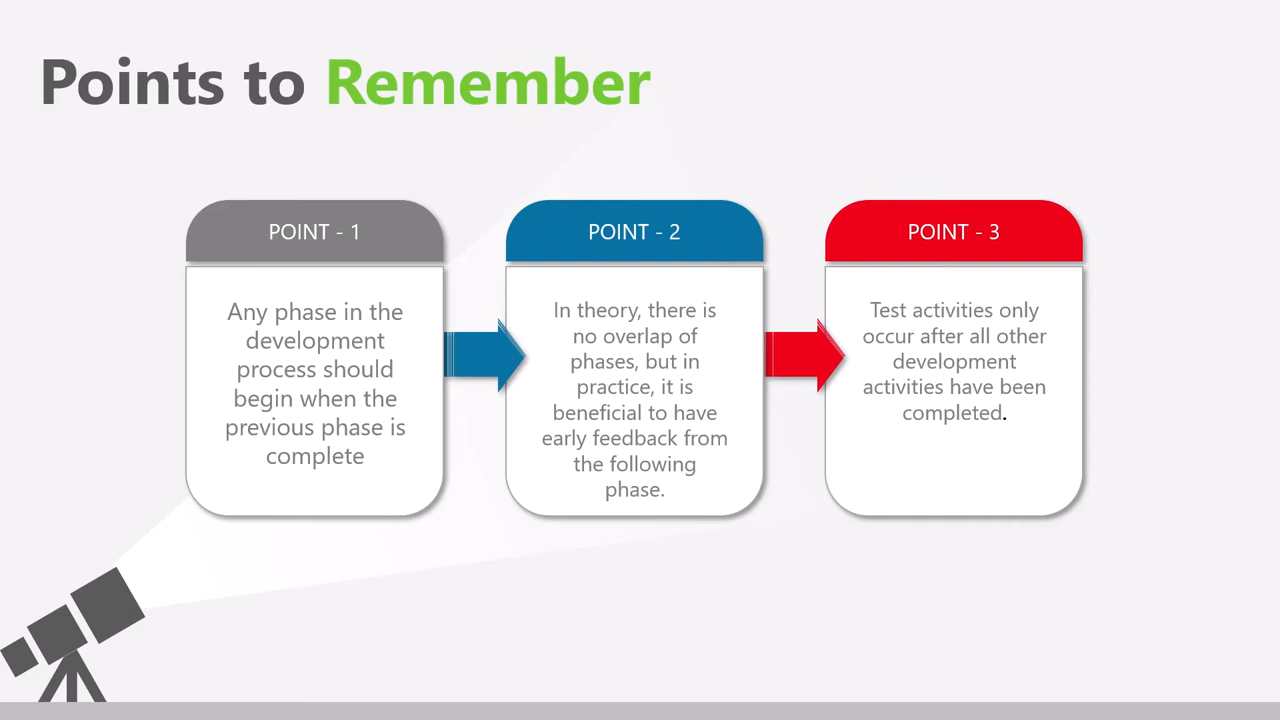 Points to Remember
POINT - 1
Any phase in the
development
process should
begin when the
previous phase is
complete
POINT - 2
In theory, there is
no overlap of
phases, but in
practice, it is
beneficial to have
early feedback from
the following
phase.
POINT - 3
Test activities only
occur after all other
development
activities have been
completed.